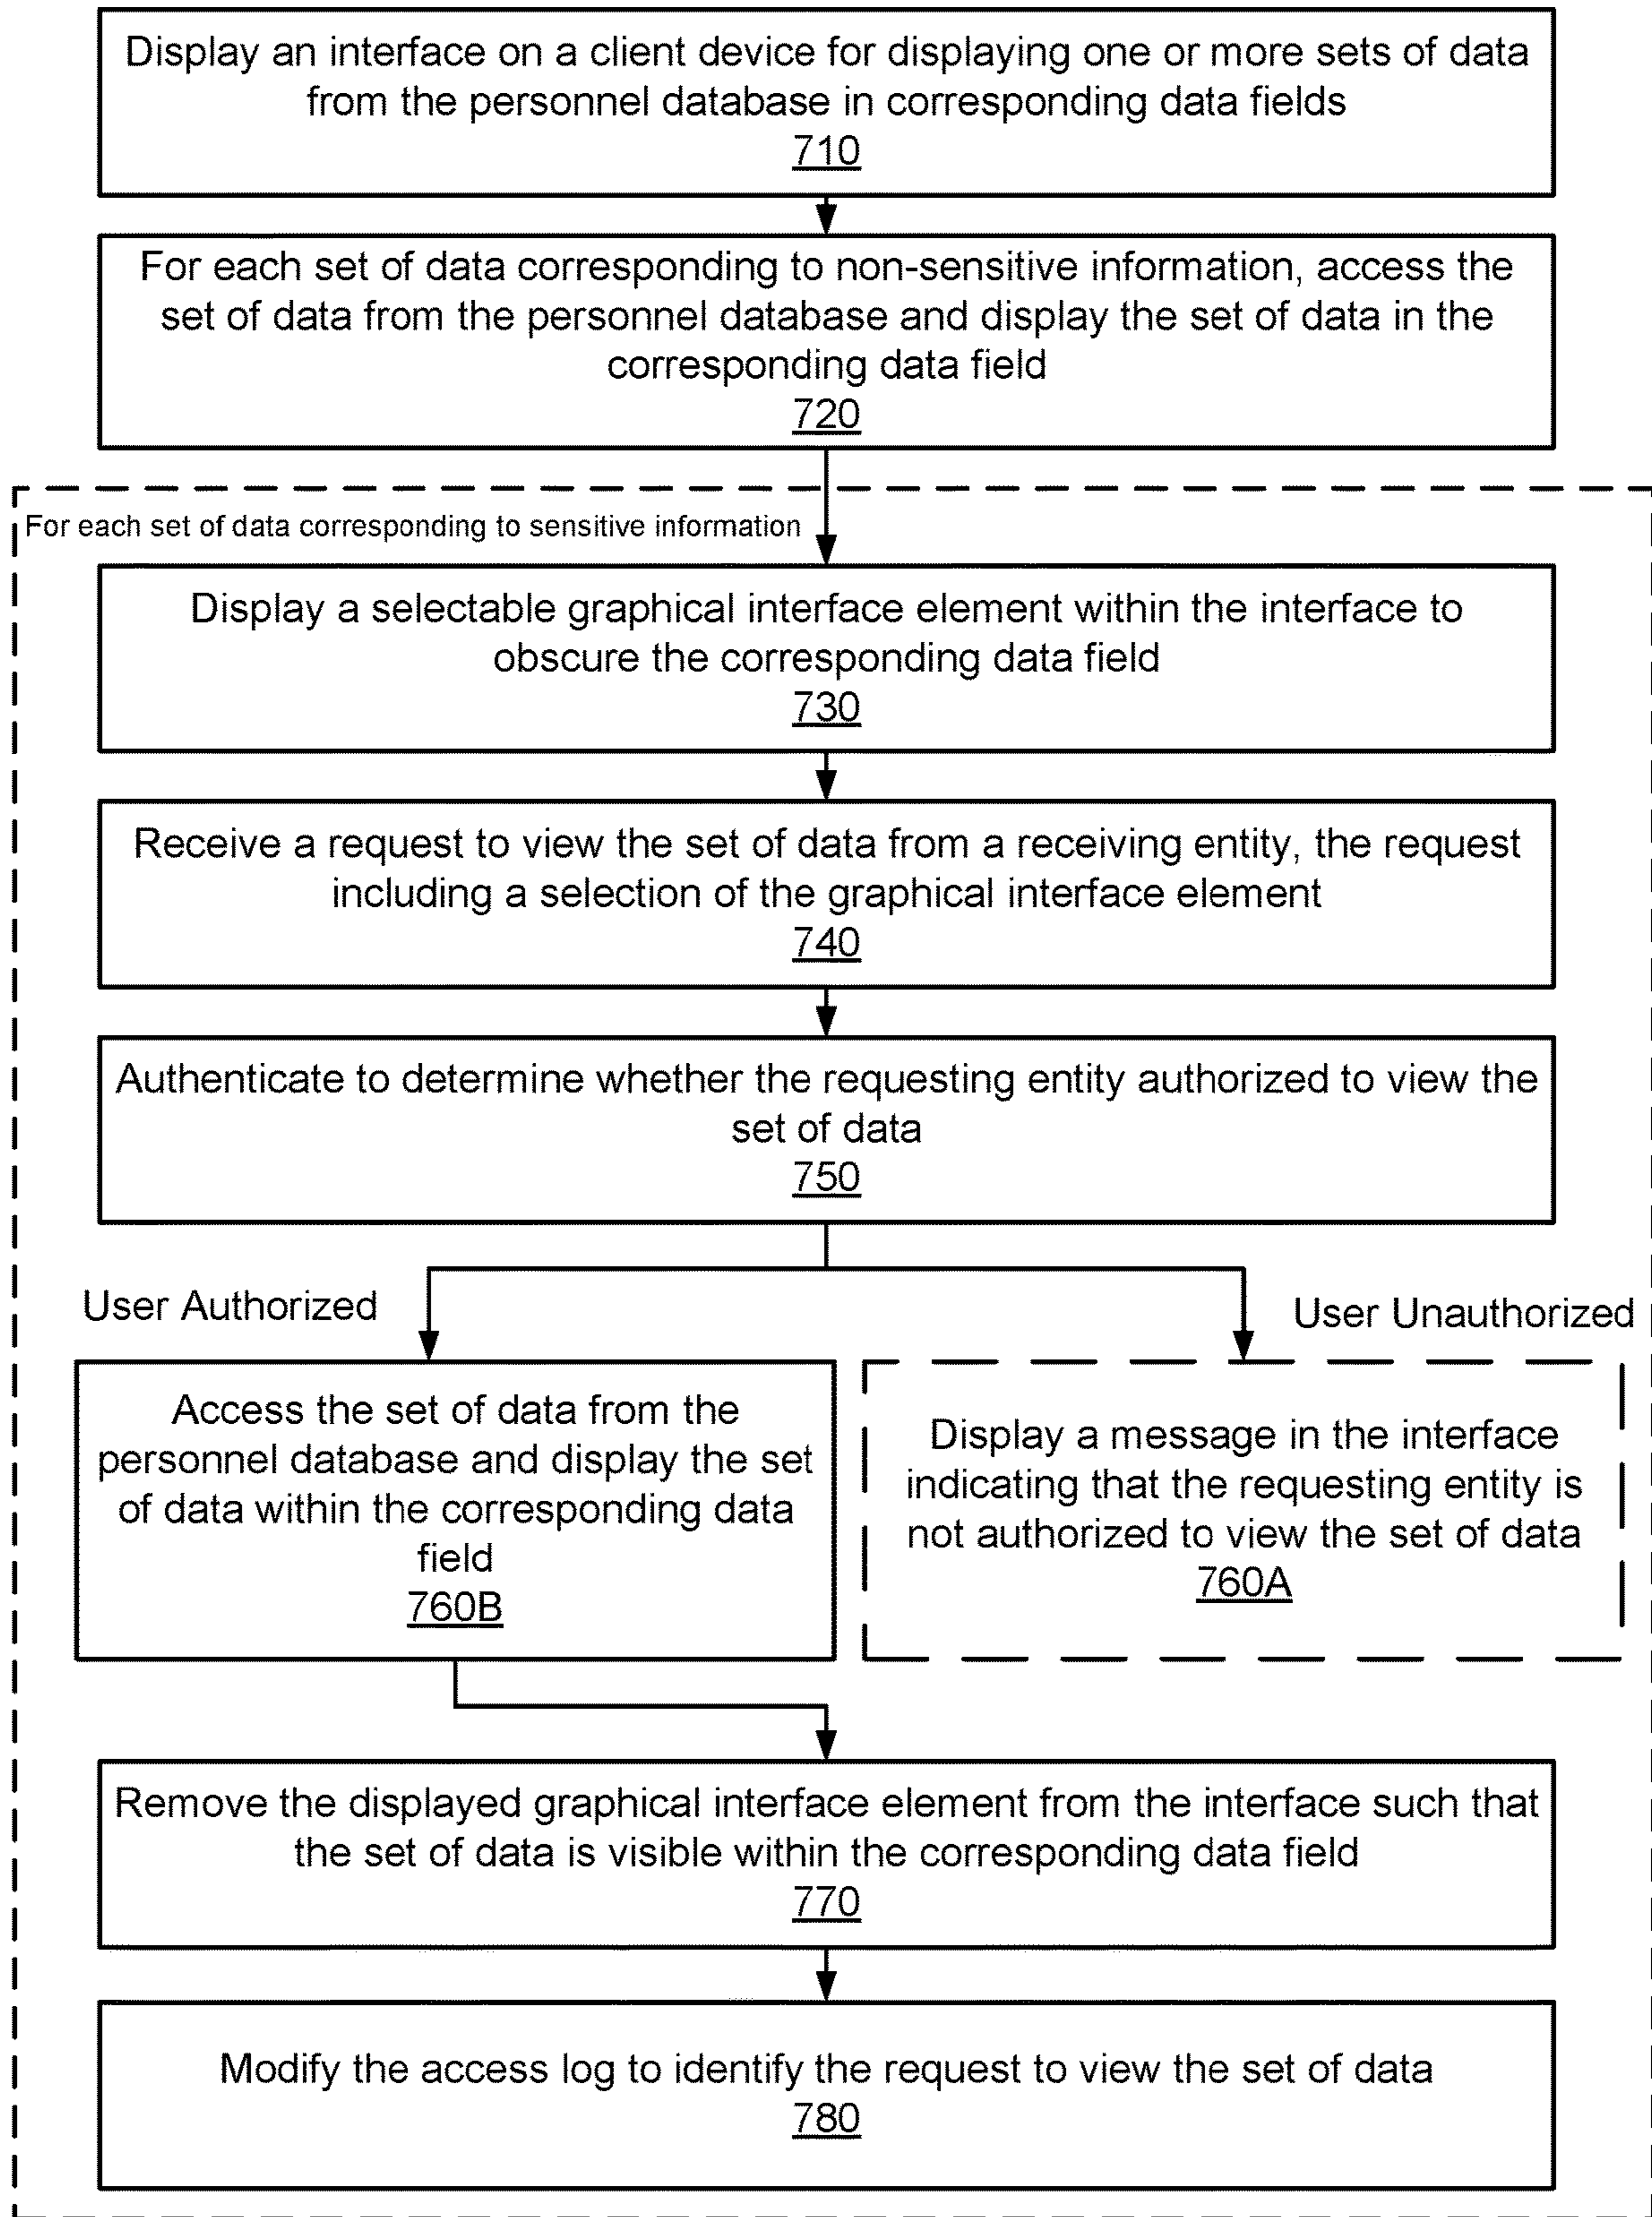 Display an interface on a client device for displaying one or more sets of data
from the personnel database in corresponding data fields
710
For each set of data corresponding to non-sensitive information, access the
set of data from the personnel database and display the set of data in the
corresponding data field
720
For each set of data corresponding to sensitive information
Display a selectable graphical interface element within the interface to
obscure the corresponding data field
730
Receive a request to view the set of data from a receiving entity, the request
including a selection of the graphical interface element
740
Authenticate to determine whether the requesting entity authorized to view the
set of data
750
User Authorized
User Unauthorized
Access the set of data from the
personnel database and display the set
of data within the corresponding data
field
760B
Display a message in the interface
indicating that the requesting entity is
not authorized to view the set of data
760A
Remove the displayed graphical interface element from the interface such that
the set of data is visible within the corresponding data field
770
Modify the access log to identify the request to view the set of data
780